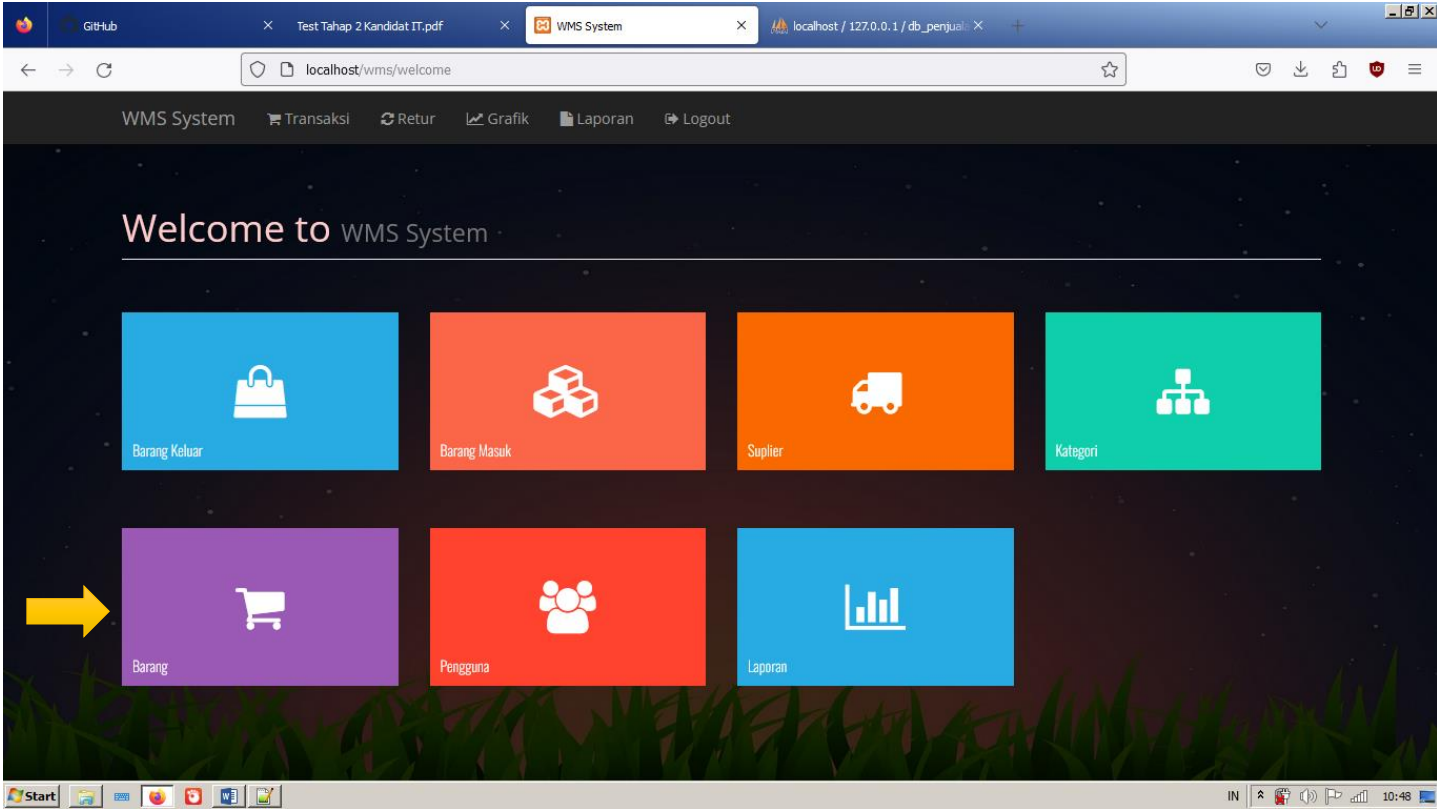 GitHub
Test Tahap 2 Kandidat IT.pdf
WMS System
localhost / 127.0.0.1 / db_penjual
localhost/wms/welcome
WMS System Transaksi Retur Grafik Laporan Logout
Welcome to WMS System
Barang Keluar
Barang Masuk
Suplier
Kategori
Barang
Pengguna
Laporan
Start
IN
10:48